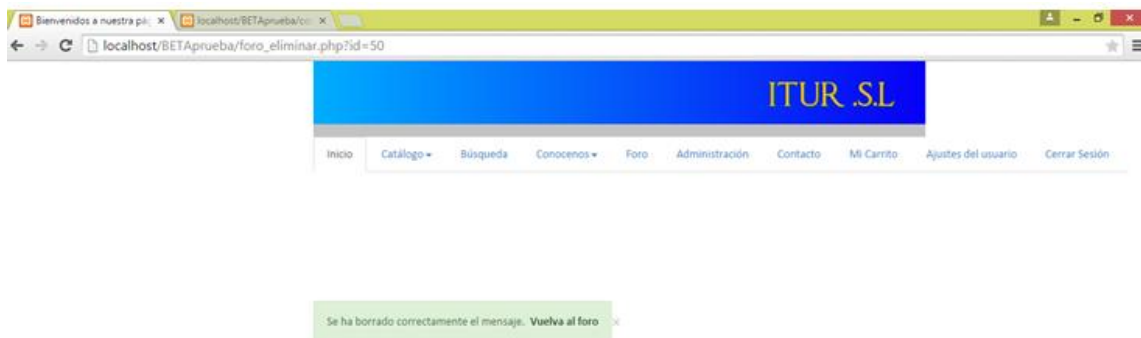 Bienvenidos a nuestra pág
localhost/BETAprueba/co
localhost/BETAprueba/foro_eliminar.php?id=50
ITUR .S.L
Inicio Catálogo Búsqueda Conocenos Foro Administración Contacto Mi Carrito Ajustes del usuario Cerrar Sesión
Se ha borrado correctamente el mensaje. Vuelva al foro ×